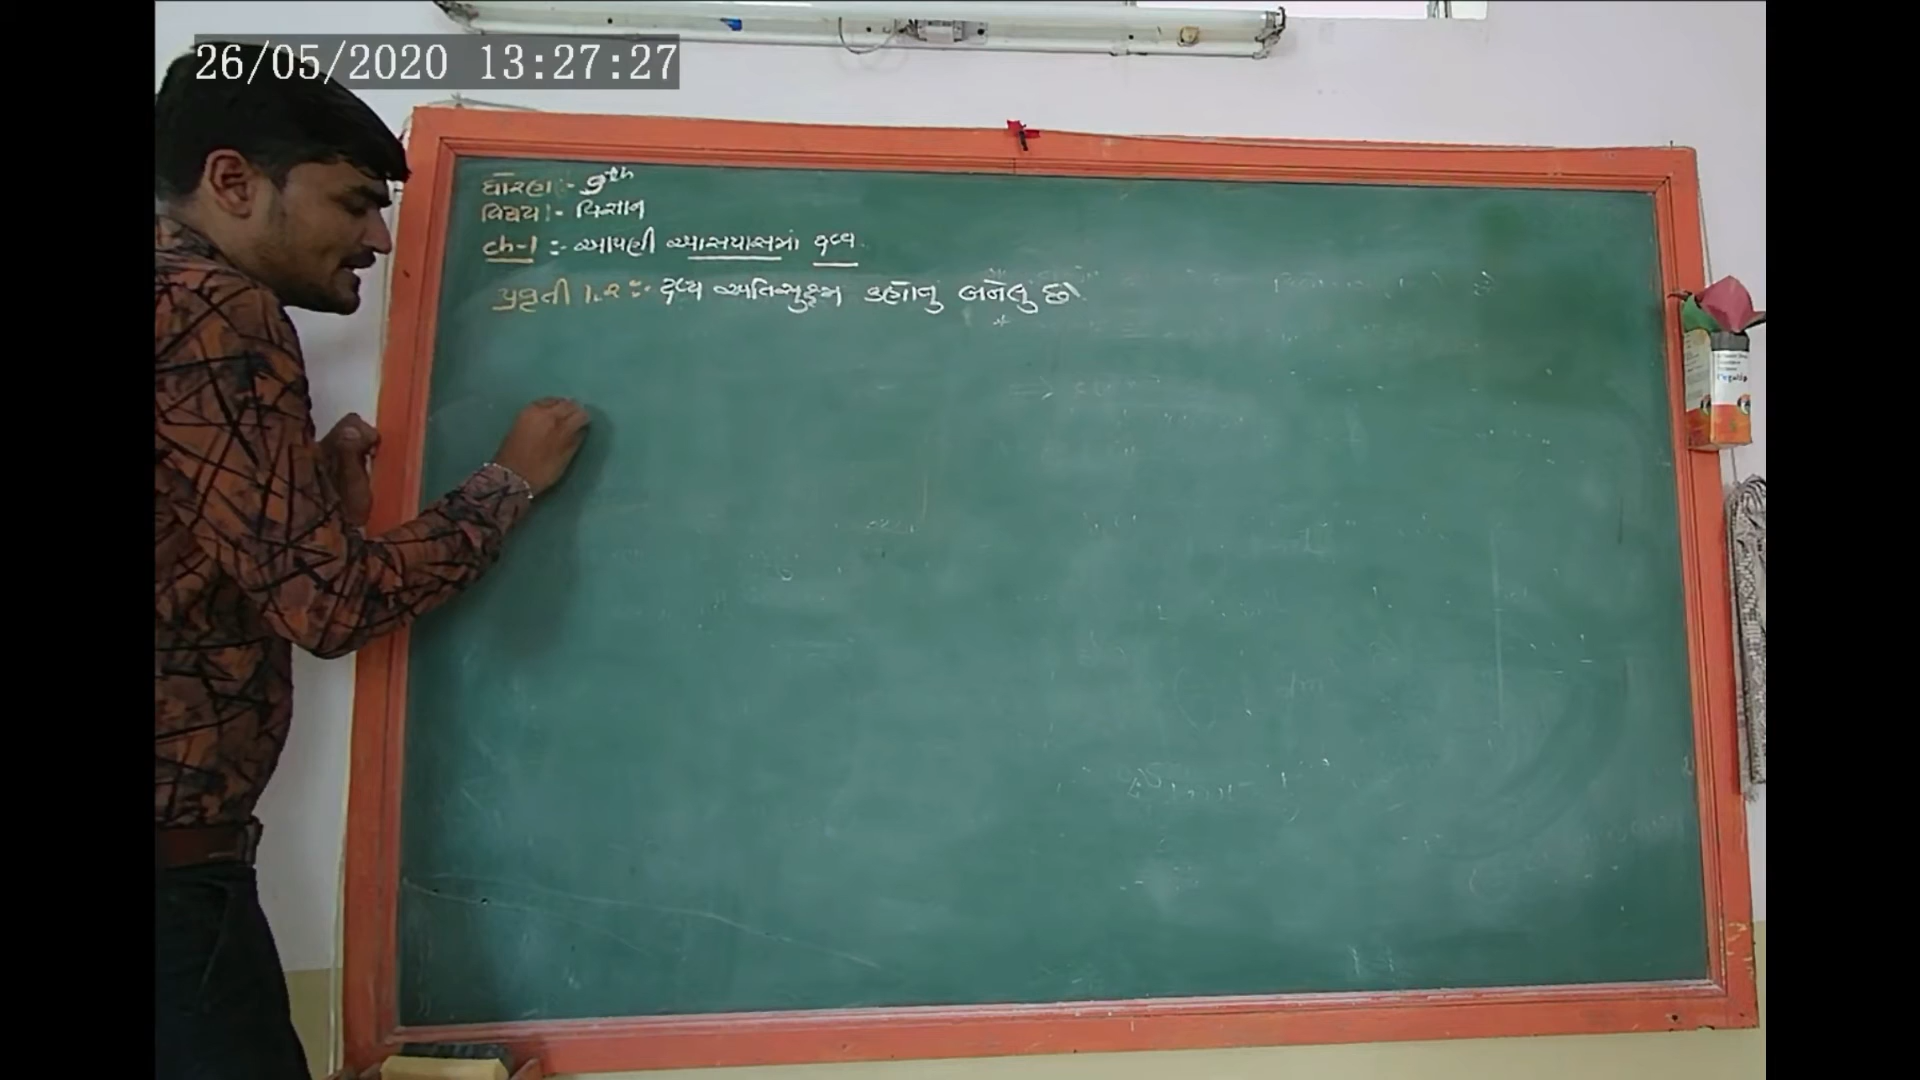 26/05/2020 13:27:27
ધોરણ :- 9th
વિષય :- વિજ્ઞાન
ch-1 :- આપણી આસપાસમાં દ્રવ્ય.
પ્રવૃતી 1.2 :- દ્રવ્ય અતિસુક્ષ્મ કણોનુ બનેલુ છે.